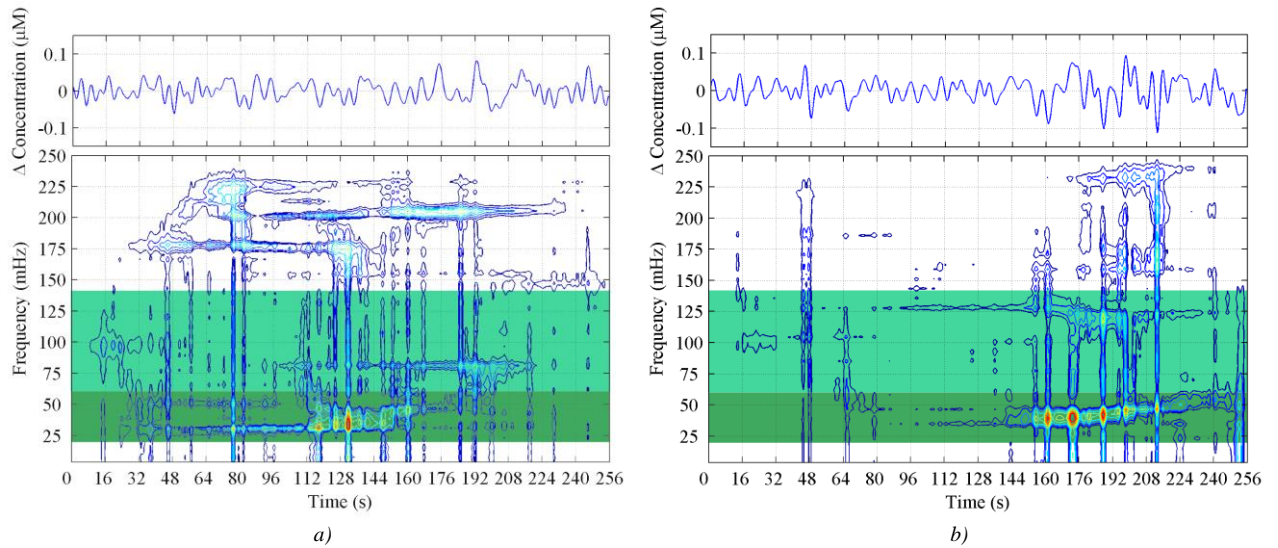 Δ Concentration (μM)
0.1
0
-0.1
Frequency (mHz)
250
225
200
175
150
125
100
75
50
25
0 16 32 48 64 80 96 112 128 144 160 176 192 208 224 240 256
Time (s)
a)
Δ Concentration (μM)
0.1
0
-0.1
Frequency (mHz)
250
225
200
175
150
125
100
75
50
25
0 16 32 48 64 80 96 112 128 144 160 176 192 208 224 240 256
Time (s)
b)